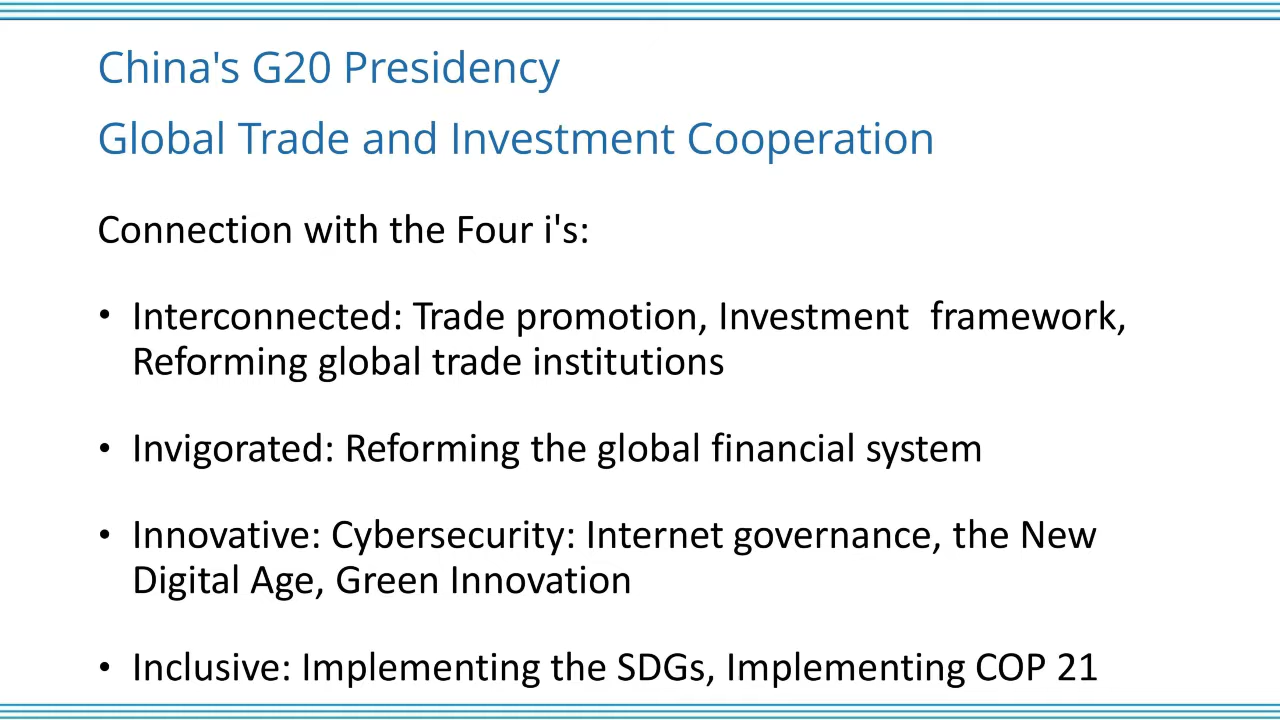 China's G20 Presidency
Global Trade and Investment Cooperation
Connection with the Four i's:
• Interconnected: Trade promotion, Investment  framework,
Reforming global trade institutions
• Invigorated: Reforming the global financial system
• Innovative: Cybersecurity: Internet governance, the New
Digital Age, Green Innovation
• Inclusive: Implementing the SDGs, Implementing COP 21